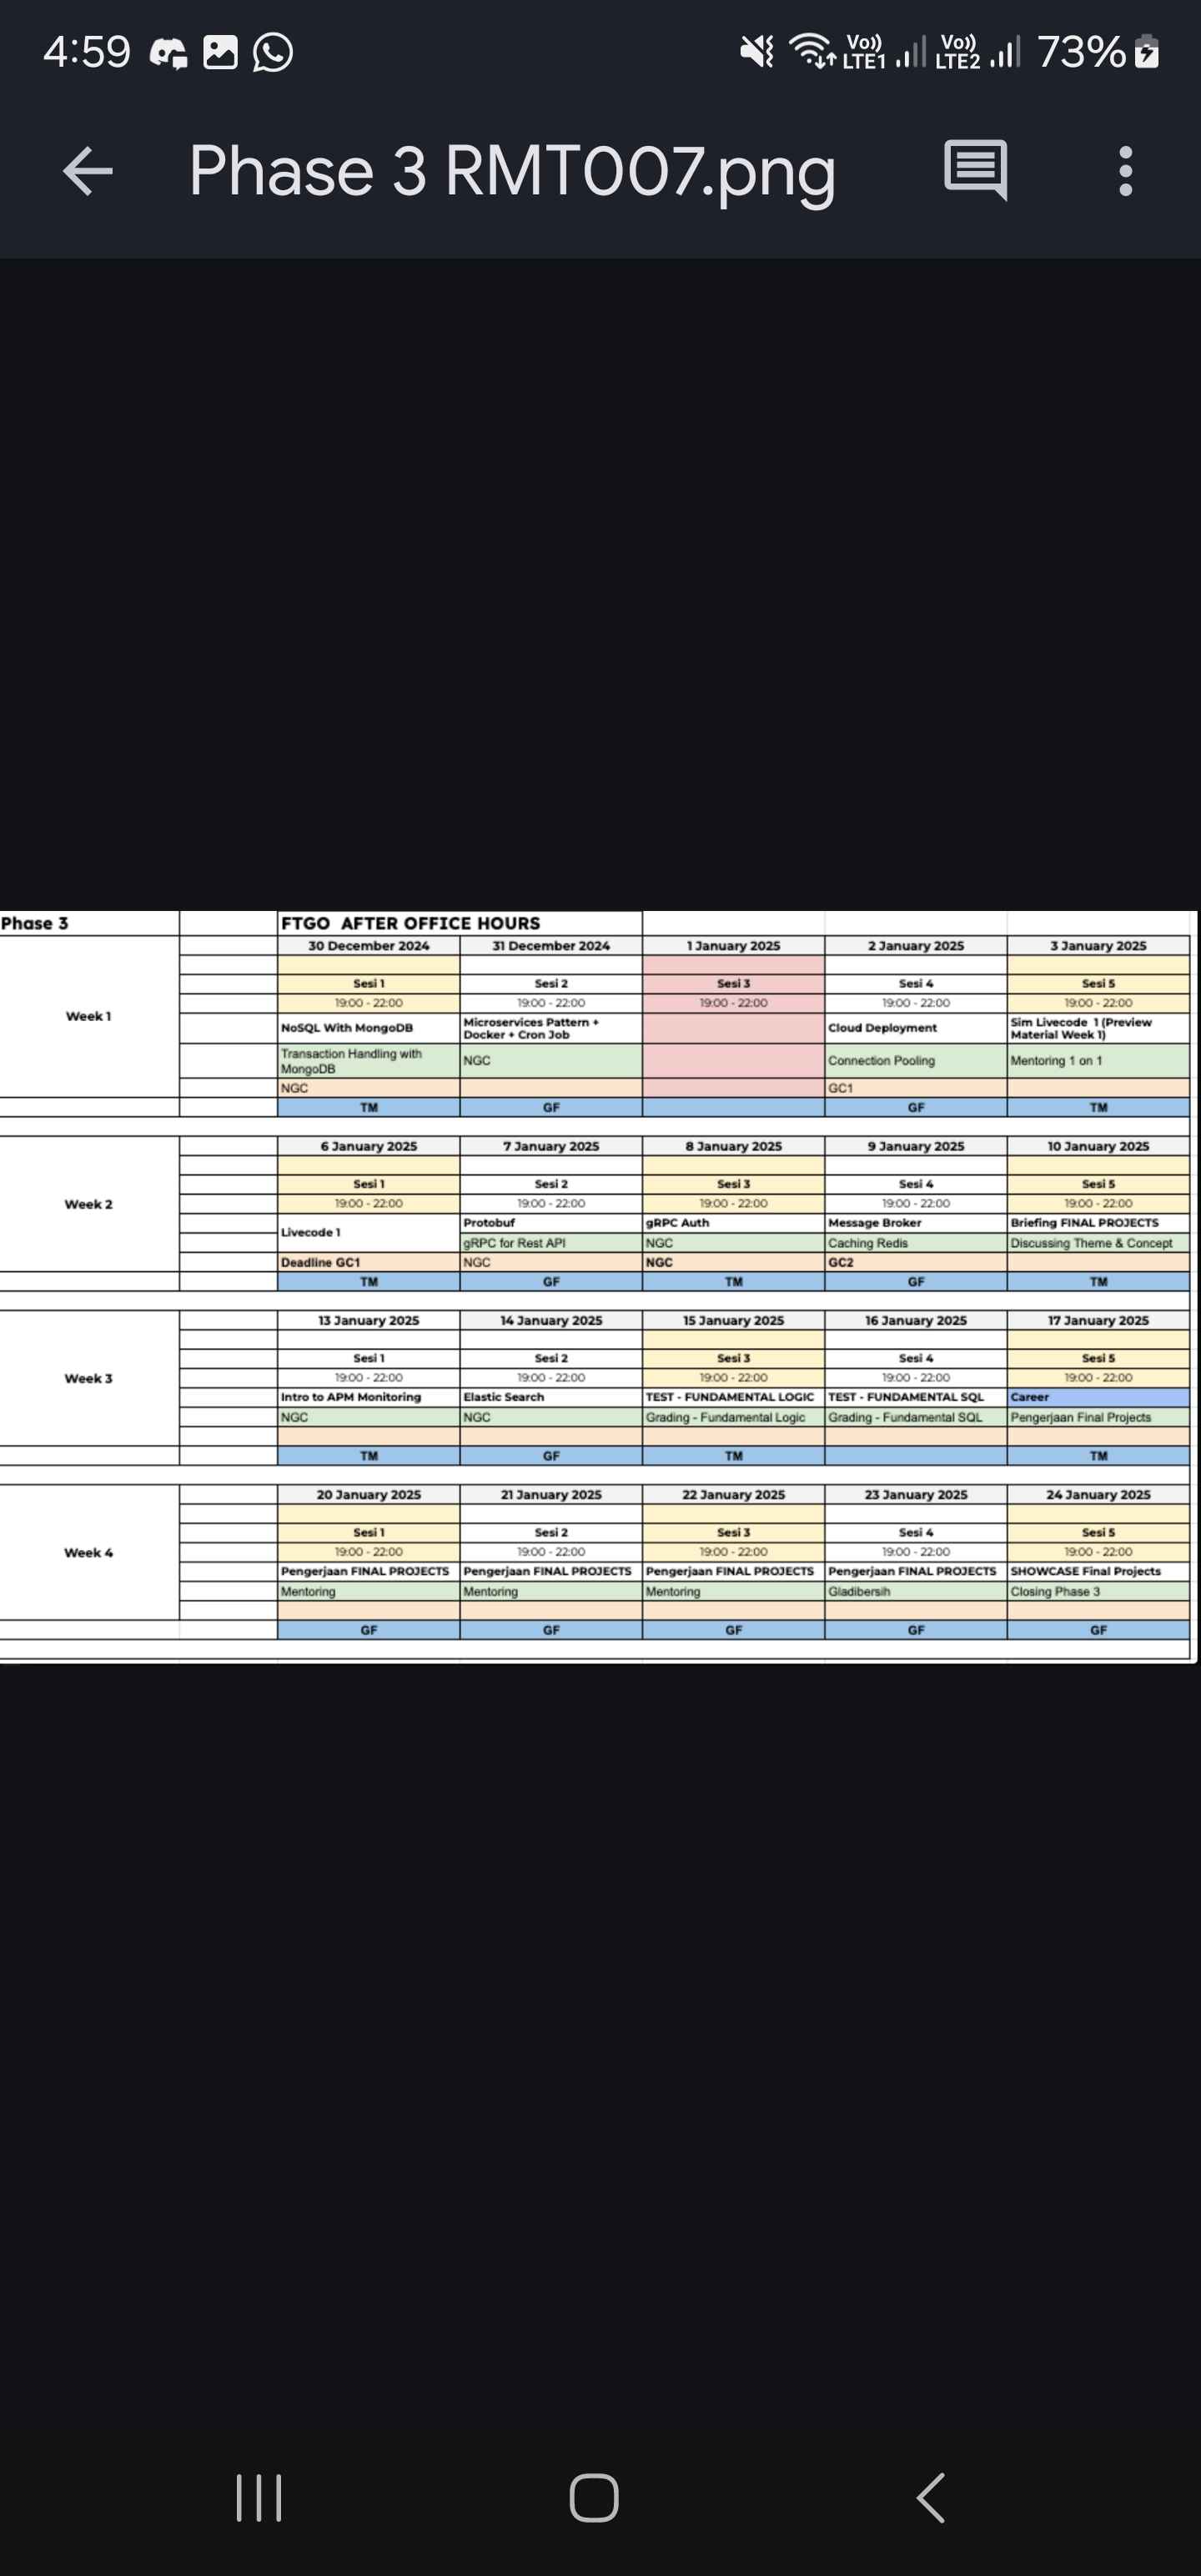 4:59
Vo)) LTE1 Vo)) LTE2 73%
Phase 3 RMT007.png
Phase 3 FTGO AFTER OFFICE HOURS
30 December 2024 31 December 2024 1 January 2025 2 January 2025 3 January 2025
Sesi 1 Sesi 2 Sesi 3 Sesi 4 Sesi 5
19:00 - 22:00 19:00 - 22:00 19:00 - 22:00 19:00 - 22:00 19:00 - 22:00
Week 1
NoSQL With MongoDB Microservices Pattern + Docker + Cron Job Cloud Deployment Sim Livecode 1 (Preview Material Week 1)
Transaction Handling with MongoDB NGC Connection Pooling Mentoring 1 on 1
NGC GC1
TM GF GF TM
6 January 2025 7 January 2025 8 January 2025 9 January 2025 10 January 2025
Sesi 1 Sesi 2 Sesi 3 Sesi 4 Sesi 5
Week 2 19:00 - 22:00 19:00 - 22:00 19:00 - 22:00 19:00 - 22:00 19:00 - 22:00
Livecode 1 Protobuf gRPC Auth Message Broker Briefing FINAL PROJECTS
gRPC for Rest API NGC Caching Redis Discussing Theme & Concept
Deadline GC1 NGC NGC GC2
TM GF TM GF TM
13 January 2025 14 January 2025 15 January 2025 16 January 2025 17 January 2025
Sesi 1 Sesi 2 Sesi 3 Sesi 4 Sesi 5
Week 3 19:00 - 22:00 19:00 - 22:00 19:00 - 22:00 19:00 - 22:00 19:00 - 22:00
Intro to APM Monitoring Elastic Search TEST - FUNDAMENTAL LOGIC TEST - FUNDAMENTAL SQL Career
NGC NGC Grading - Fundamental Logic Grading - Fundamental SQL Pengerjaan Final Projects
TM GF TM TM
20 January 2025 21 January 2025 22 January 2025 23 January 2025 24 January 2025
Sesi 1 Sesi 2 Sesi 3 Sesi 4 Sesi 5
Week 4 19:00 - 22:00 19:00 - 22:00 19:00 - 22:00 19:00 - 22:00 19:00 - 22:00
Pengerjaan FINAL PROJECTS Pengerjaan FINAL PROJECTS Pengerjaan FINAL PROJECTS Pengerjaan FINAL PROJECTS SHOWCASE Final Projects
Mentoring Mentoring Mentoring Gladibersih Closing Phase 3
GF GF GF GF GF